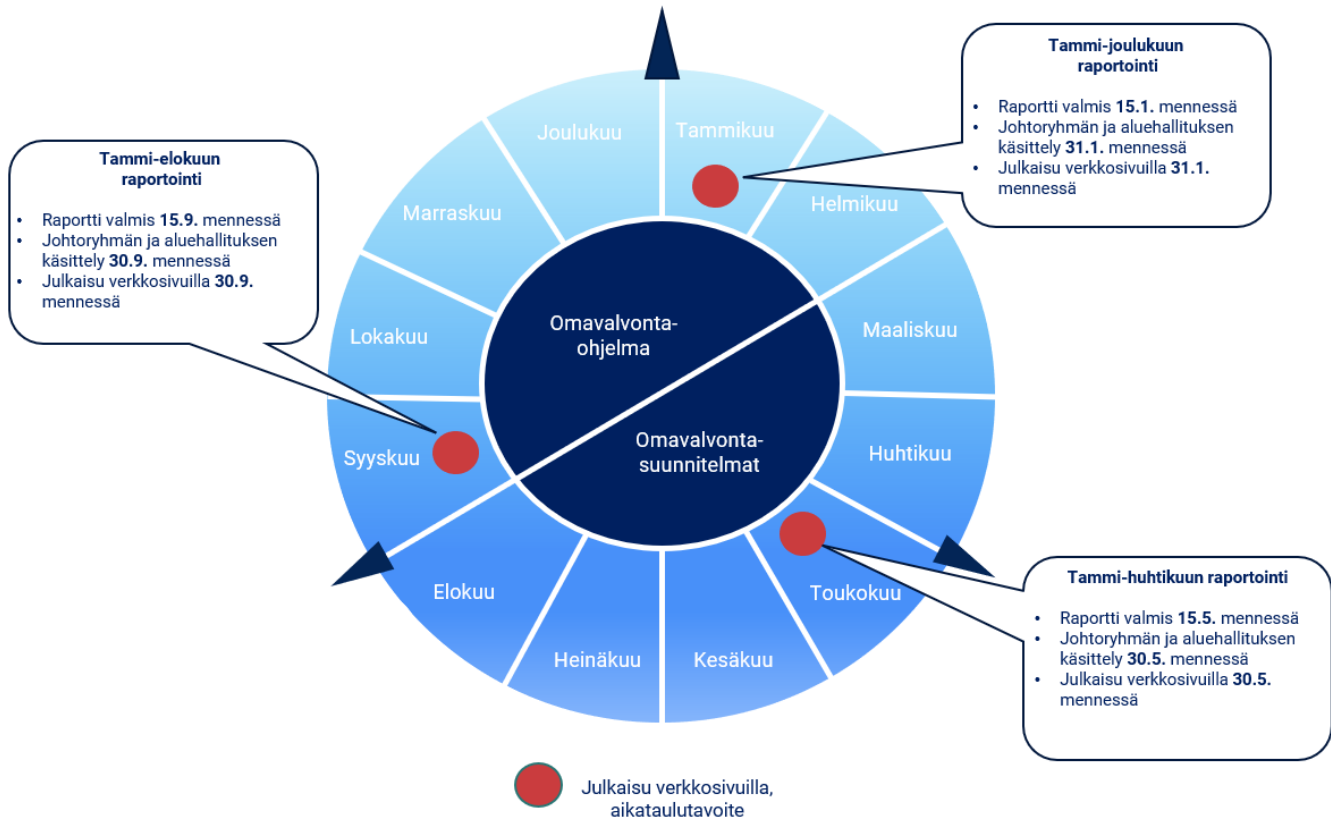 Tammi-joulukuun
raportointi
• Raportti valmis 15.1. mennessä
• Johtoryhmän ja aluehallituksen
käsittely 31.1. mennessä
• Julkaisu verkkosivuilla 31.1.
mennessä
Tammi-elokuun
raportointi
• Raportti valmis 15.9. mennessä
• Johtoryhmän ja aluehallituksen
käsittely 30.9. mennessä
• Julkaisu verkkosivuilla 30.9.
mennessä
Joulukuu
Tammikuu
Marraskuu
Helmikuu
Lokakuu
Maaliskuu
Syyskuu
Huhtikuu
Elokuu
Toukokuu
Heinäkuu
Kesäkuu
Omavalvonta-
ohjelma
Omavalvonta-
suunnitelmat
Tammi-huhtikuun raportointi
• Raportti valmis 15.5. mennessä
• Johtoryhmän ja aluehallituksen
käsittely 30.5. mennessä
• Julkaisu verkkosivuilla 30.5.
mennessä
Julkaisu verkkosivuilla,
aikataulutavoite